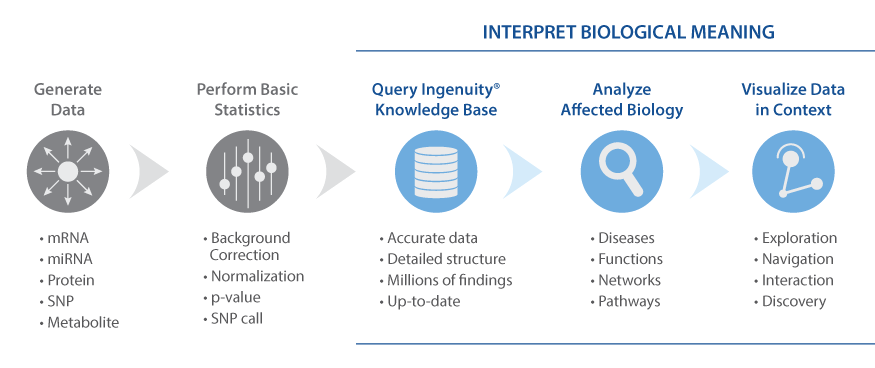 INTERPRET BIOLOGICAL MEANING
Generate
Data
• mRNA
• miRNA
• Protein
• SNP
• Metabolite
Perform Basic
Statistics
• Background
Correction
• Normalization
• p-value
• SNP call
Query Ingenuity®
Knowledge Base
• Accurate data
• Detailed structure
• Millions of findings
• Up-to-date
Analyze
Affected Biology
• Diseases
• Functions
• Networks
• Pathways
Visualize Data
in Context
• Exploration
• Navigation
• Interaction
• Discovery